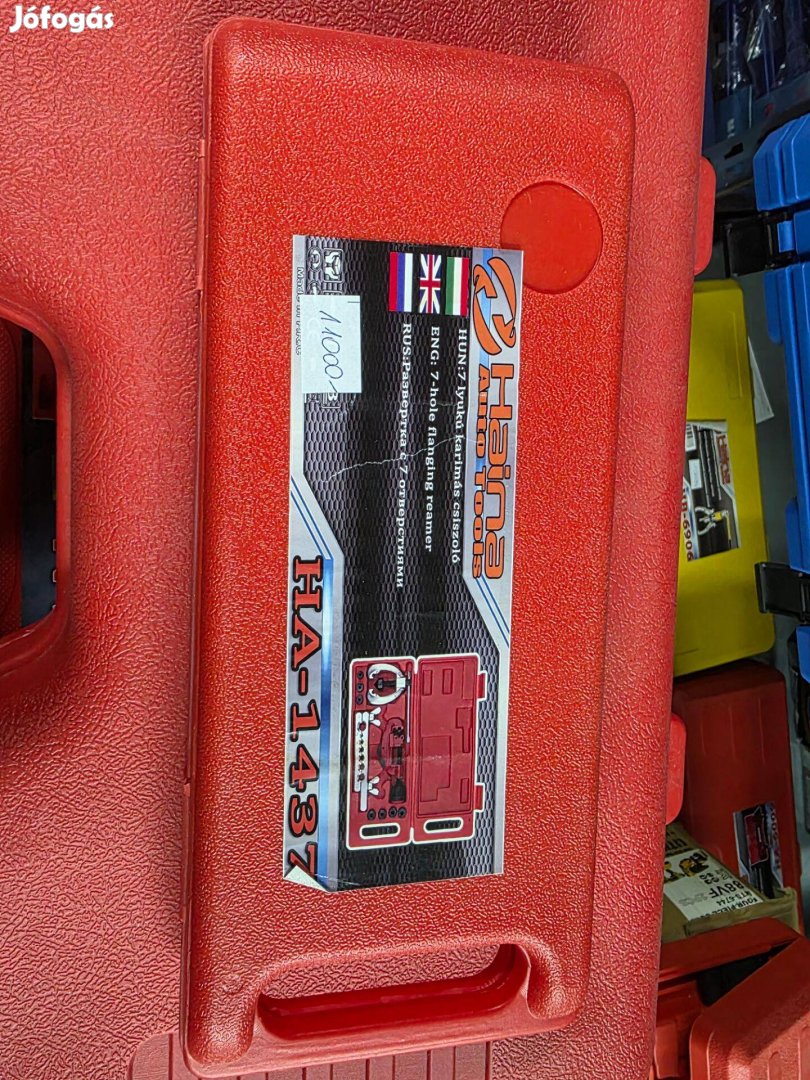 Jófogás
Haina
Auto Tools
HUN:7 lyukú karimás csiszoló
ENG: 7-hole flanging reamer
RUS:Развертка с 7 отверстиями
11000
HA-1437
88VF